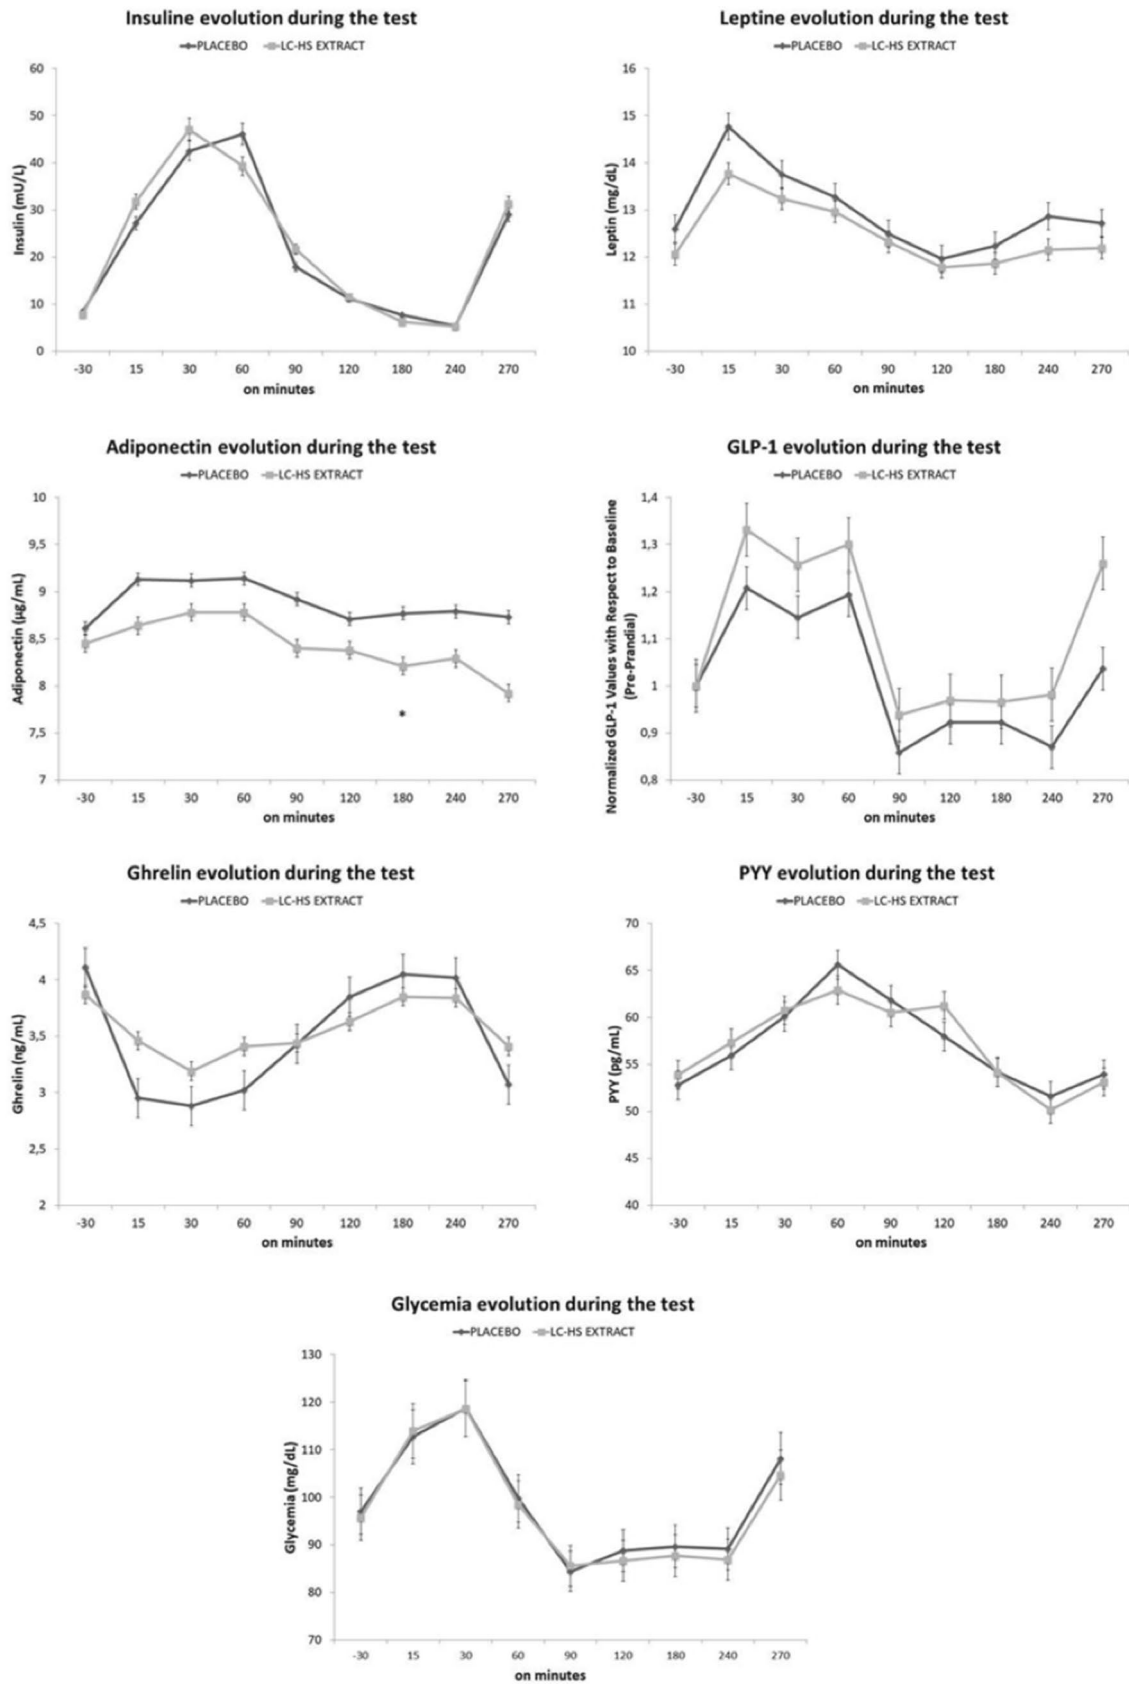 Insuline evolution during the test
PLACEBO LC-HS EXTRACT
60
50
40
30
20
10
0
Insulin (mU/L)
-30 15 30 60 90 120 180 240 270
on minutes
Leptine evolution during the test
PLACEBO LC-HS EXTRACT
16
15
14
13
12
11
10
Leptin (mg/dL)
-30 15 30 60 90 120 180 240 270
on minutes
Adiponectin evolution during the test
PLACEBO LC-HS EXTRACT
10
9,5
9
8,5
8
7,5
7
Adiponectin (µg/mL)
*
-30 15 30 60 90 120 180 240 270
on minutes
GLP-1 evolution during the test
PLACEBO LC-HS EXTRACT
1,4
1,3
1,2
1,1
1
0,9
0,8
Normalized GLP-1 Values with Respect to Baseline
(Pre-Prandial)
-30 15 30 60 90 120 180 240 270
on minutes
Ghrelin evolution during the test
PLACEBO LC-HS EXTRACT
4,5
4
3,5
3
2,5
2
Ghrelin (ng/mL)
-30 15 30 60 90 120 180 240 270
on minutes
PYY evolution during the test
PLACEBO LC-HS EXTRACT
70
65
60
55
50
45
40
PYY (pg/mL)
-30 15 30 60 90 120 180 240 270
on minutes
Glycemia evolution during the test
PLACEBO LC-HS EXTRACT
130
120
110
100
90
80
70
Glycemia (mg/dL)
-30 15 30 60 90 120 180 240 270
on minutes